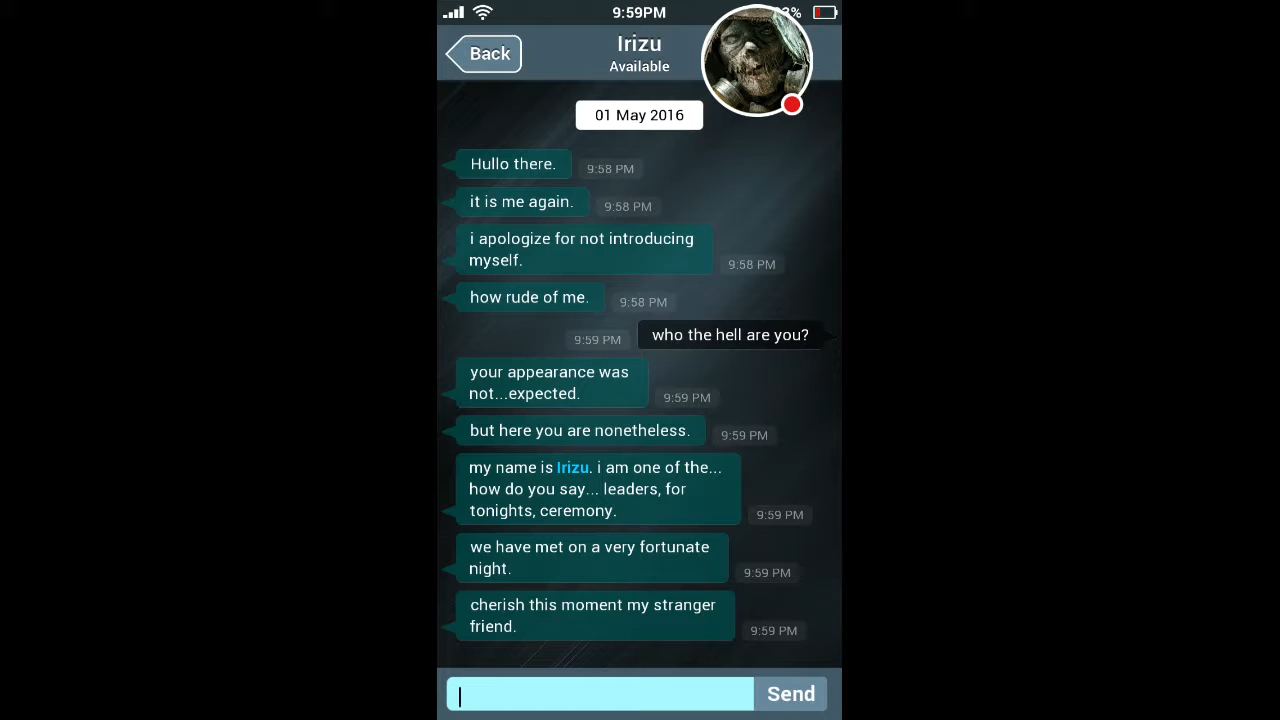 9:59PM
3%
Back
Irizu
Available
01 May 2016
Hullo there.
9:58 PM
it is me again.
9:58 PM
i apologize for not introducing
myself.
9:58 PM
how rude of me.
9:58 PM
9:59 PM
who the hell are you?
your appearance was
not...expected.
9:59 PM
but here you are nonetheless.
9:59 PM
my name is Irizu. i am one of the...
how do you say... leaders, for
tonights, ceremony.
9:59 PM
we have met on a very fortunate
night.
9:59 PM
cherish this moment my stranger
friend.
9:59 PM
Send